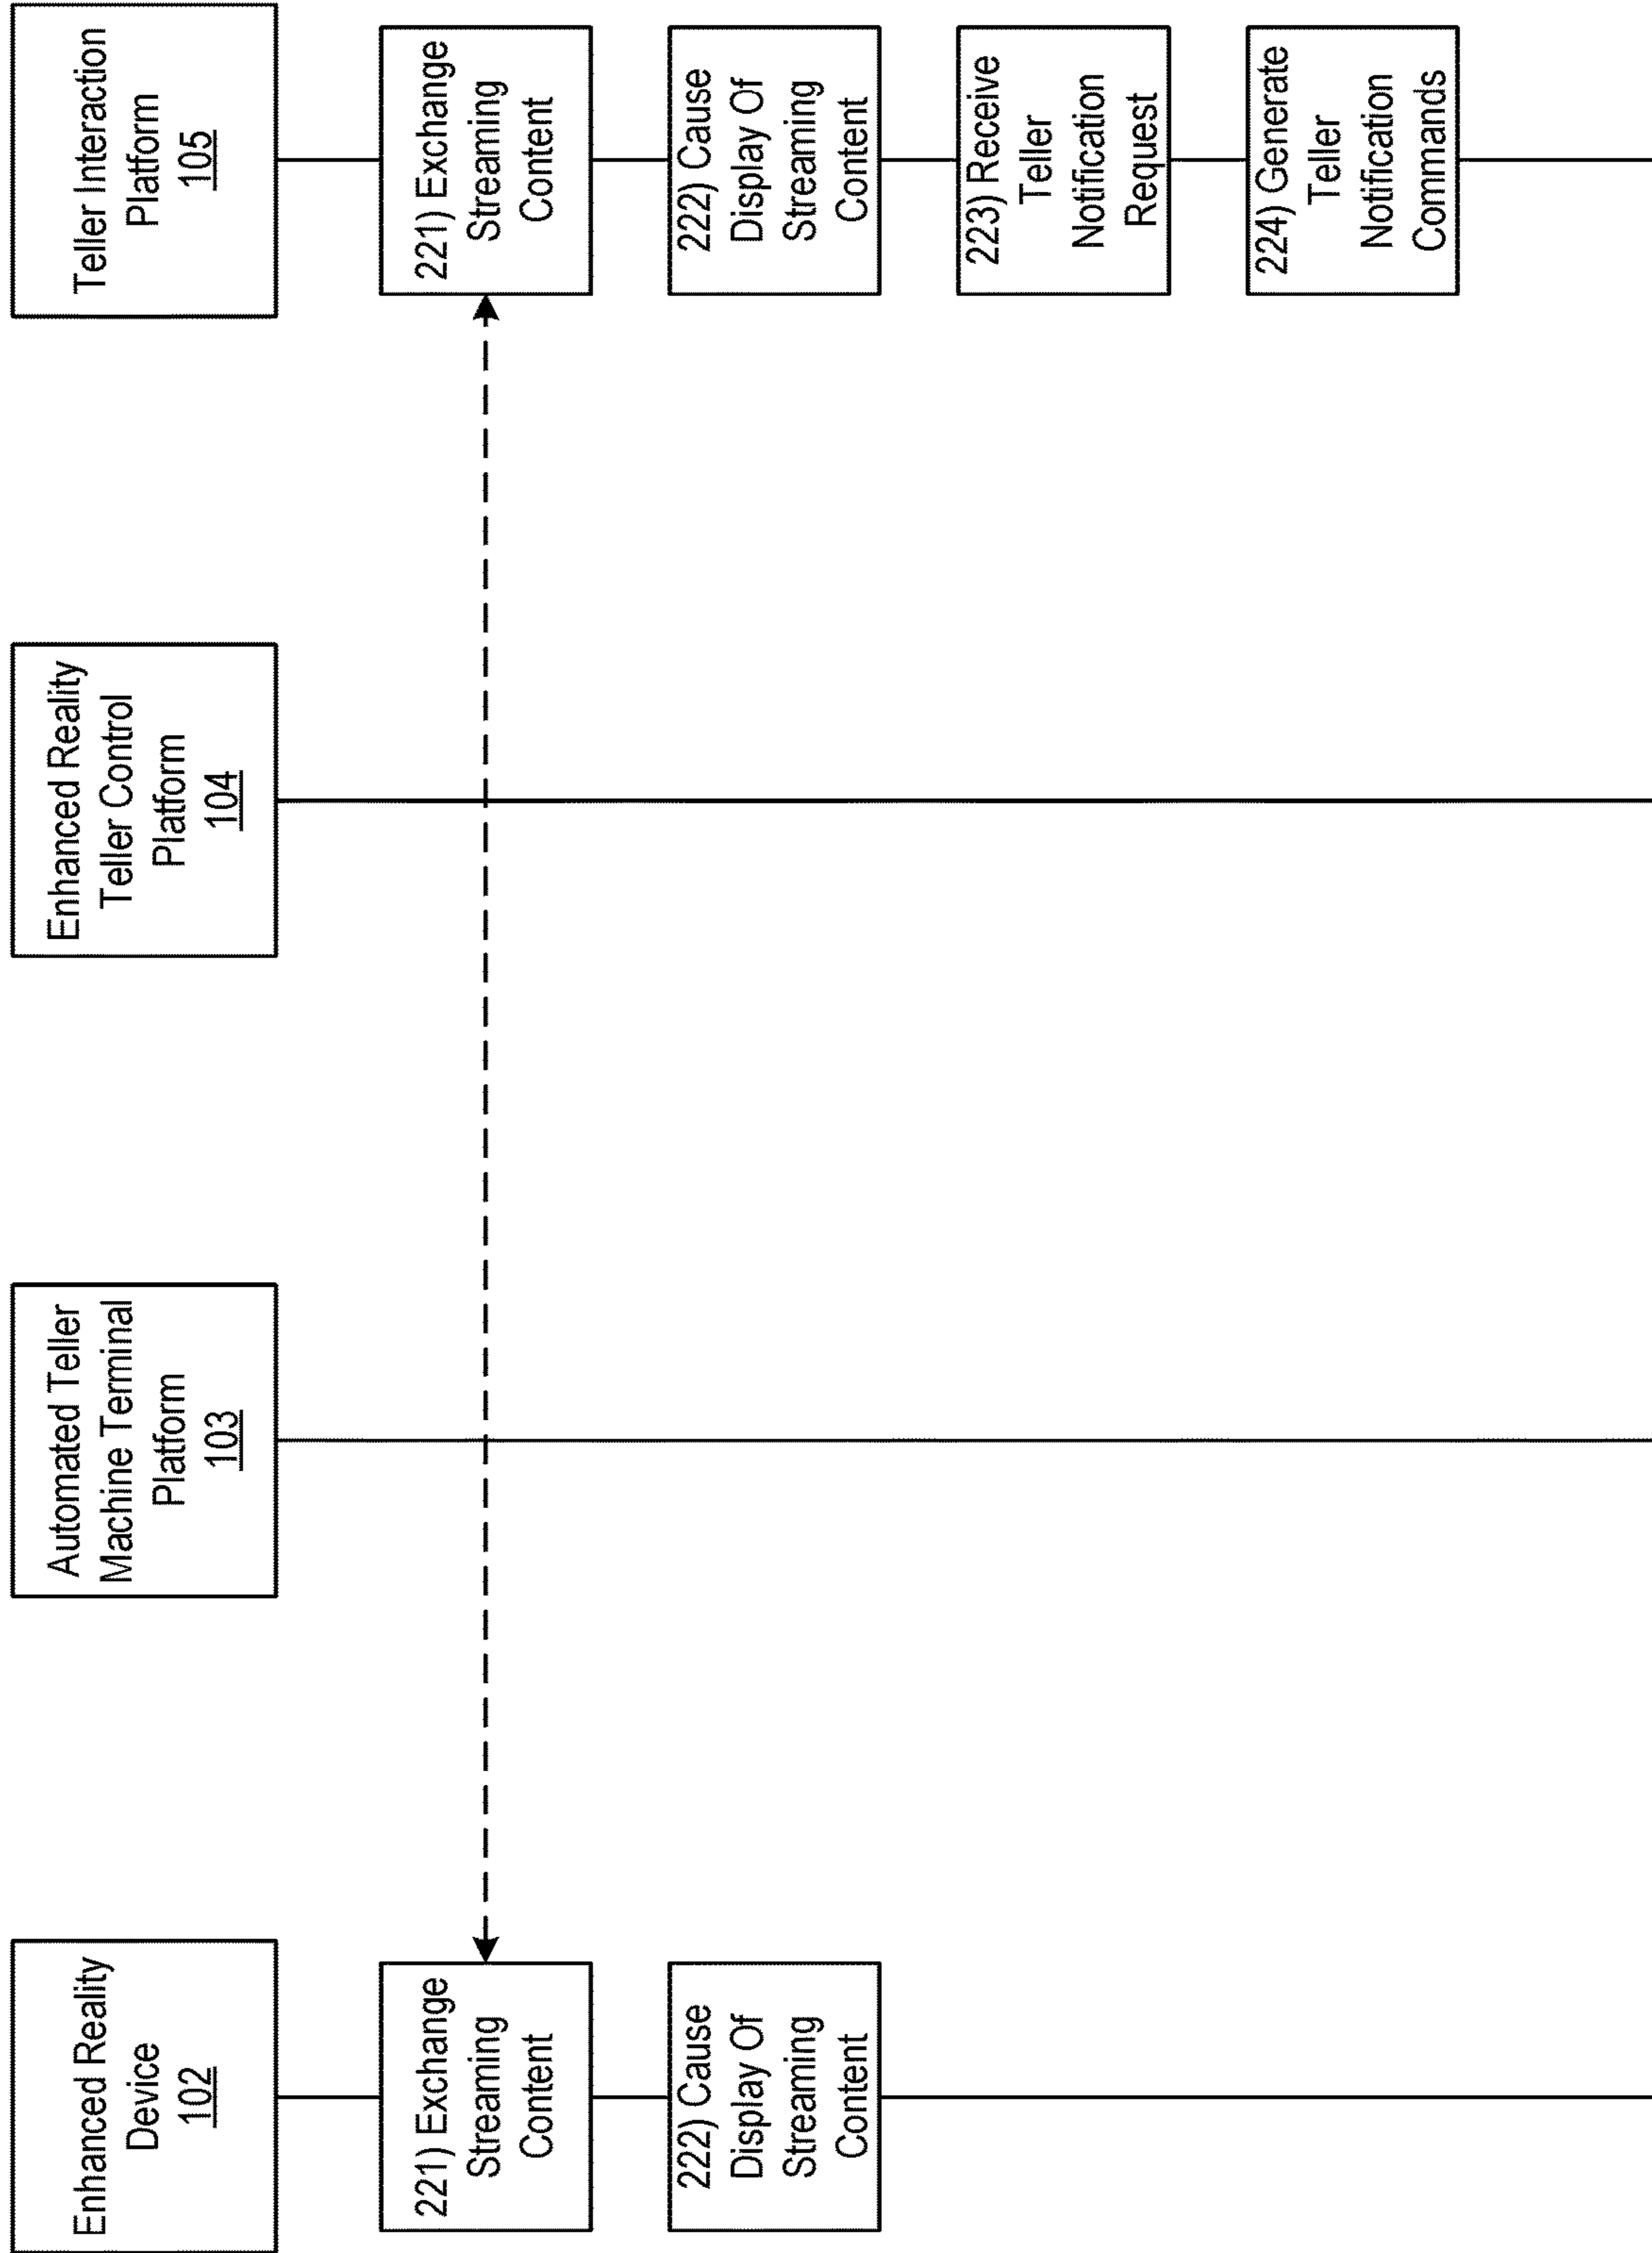 Enhanced Reality
Device
102
Automated Teller
Machine Terminal
Platform
103
Enhanced Reality
Teller Control
Platform
104
Teller Interaction
Platform
105
221) Exchange
Streaming
Content
221) Exchange
Streaming
Content
222) Cause
Display Of
Streaming
Content
222) Cause
Display Of
Streaming
Content
223) Receive
Teller
Notification
Request
224) Generate
Teller
Notification
Commands